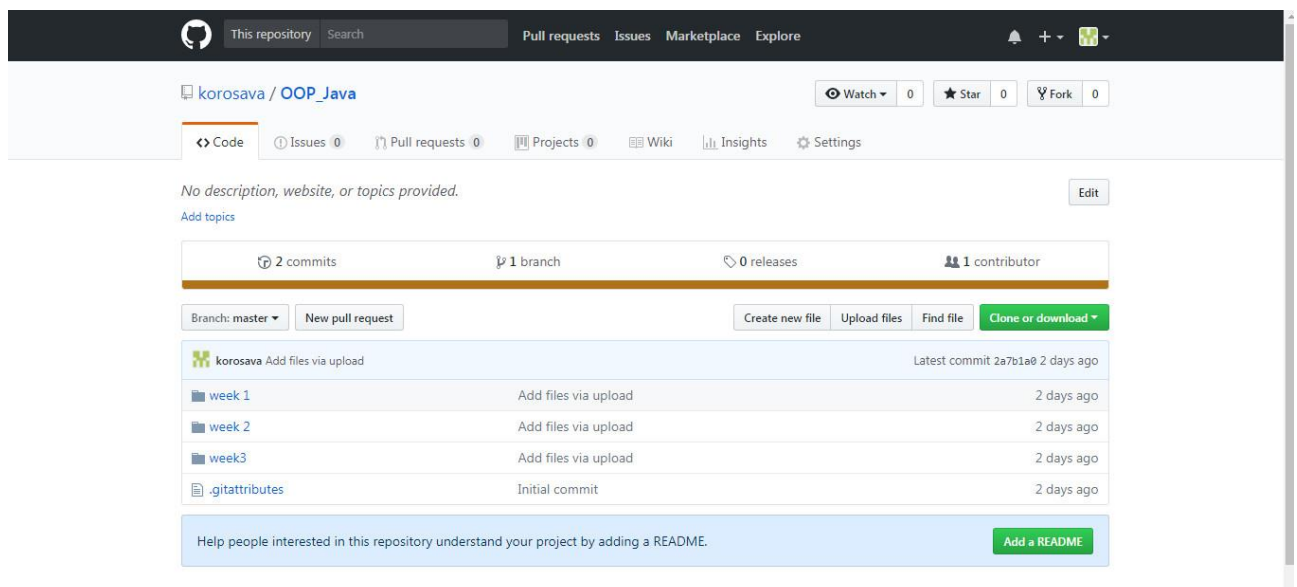 This repository Search Pull requests Issues Marketplace Explore
korosava / OOP_Java Watch 0 Star 0 Fork 0
Code Issues 0 Pull requests 0 Projects 0 Wiki Insights Settings
No description, website, or topics provided. Edit
Add topics
2 commits 1 branch 0 releases 1 contributor
Branch: master New pull request Create new file Upload files Find file Clone or download
korosava Add files via upload Latest commit 2a7b1a0 2 days ago
week 1 Add files via upload 2 days ago
week 2 Add files via upload 2 days ago
week3 Add files via upload 2 days ago
.gitattributes Initial commit 2 days ago
Help people interested in this repository understand your project by adding a README. Add a README